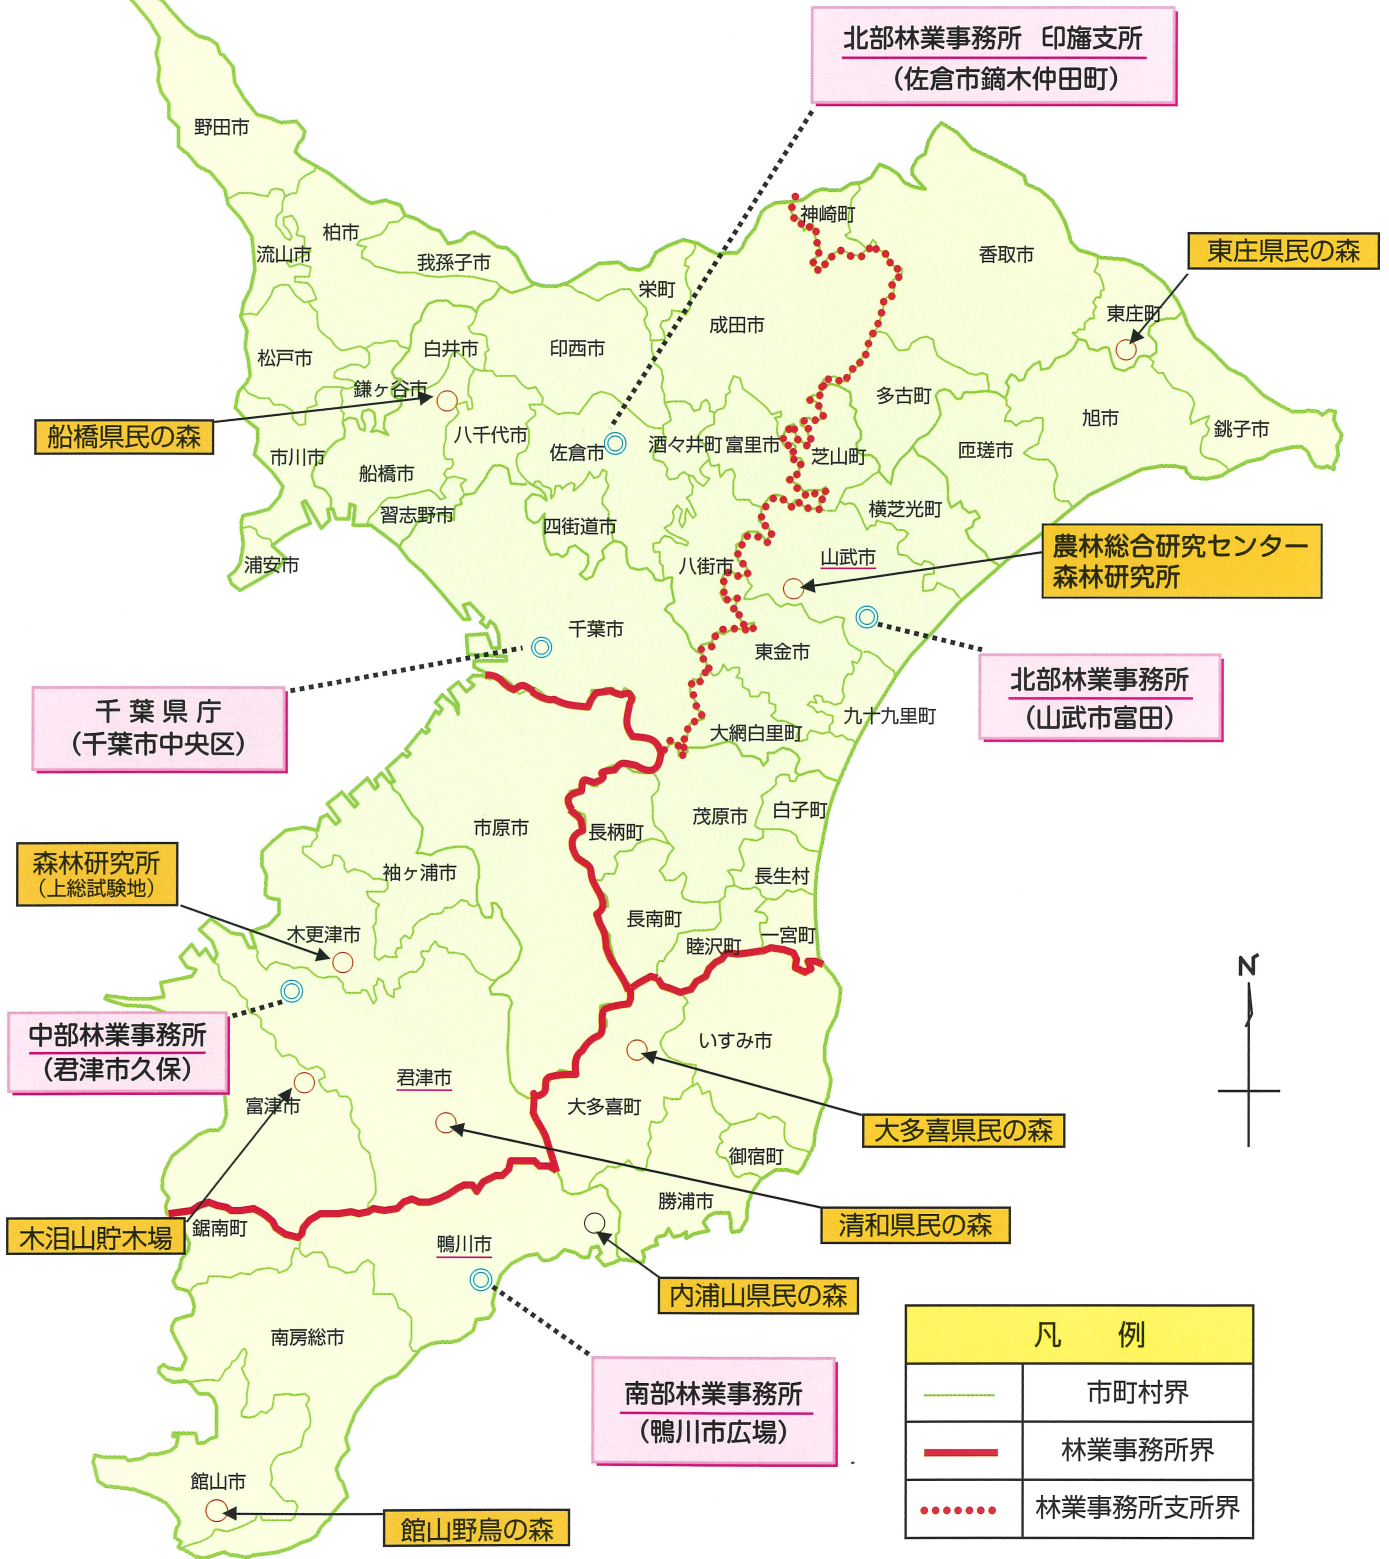 北部林業事務所 印旛支所
（佐倉市鏑木仲田町）
野田市
神崎町
柏市
流山市
我孫子市
香取市
東庄県民の森
栄町
東庄町
成田市
白井市
印西市
松戸市
鎌ヶ谷市
多古町
旭市
船橋県民の森
八千代市
佐倉市
酒々井町
富里市
芝山町
匝瑳市
銚子市
市川市
船橋市
習志野市
四街道市
横芝光町
浦安市
八街市
山武市
農林総合研究センター
森林研究所
千葉市
東金市
北部林業事務所
（山武市富田）
千葉県庁
（千葉市中央区）
大網白里町
九十九里町
市原市
長柄町
茂原市
白子町
森林研究所
（上総試験地）
袖ヶ浦市
長生村
木更津市
長南町
睦沢町
一宮町
N
中部林業事務所
（君津市久保）
いすみ市
君津市
富津市
大多喜町
大多喜県民の森
御宿町
木泪山貯木場
鋸南町
勝浦市
清和県民の森
鴨川市
内浦山県民の森
南房総市
南部林業事務所
（鴨川市広場）
館山市
館山野鳥の森
凡 例
市町村界
林業事務所界
林業事務所支所界